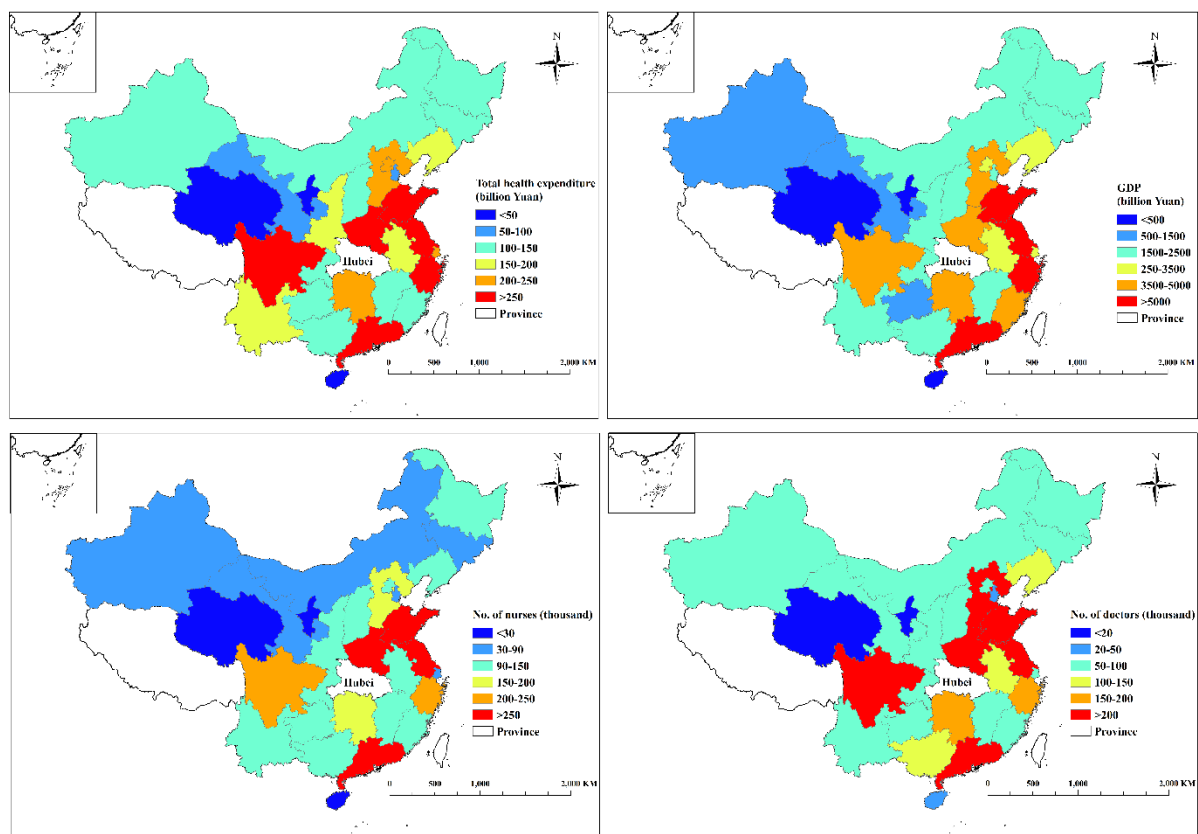 N
Total health expenditure
(billion Yuan)
<50
50-100
100-150
150-200
200-250
>250
Province
Hubei
0 500 1,000 2,000 KM
N
GDP
(billion Yuan)
<500
500-1500
1500-2500
250-3500
3500-5000
>5000
Province
Hubei
0 500 1,000 2,000 KM
N
No. of nurses (thousand)
<30
30-90
90-150
150-200
200-250
>250
Province
Hubei
0 500 1,000 2,000 KM
N
No. of doctors (thousand)
<20
20-50
50-100
100-150
150-200
>200
Province
Hubei
0 500 1,000 2,000 KM